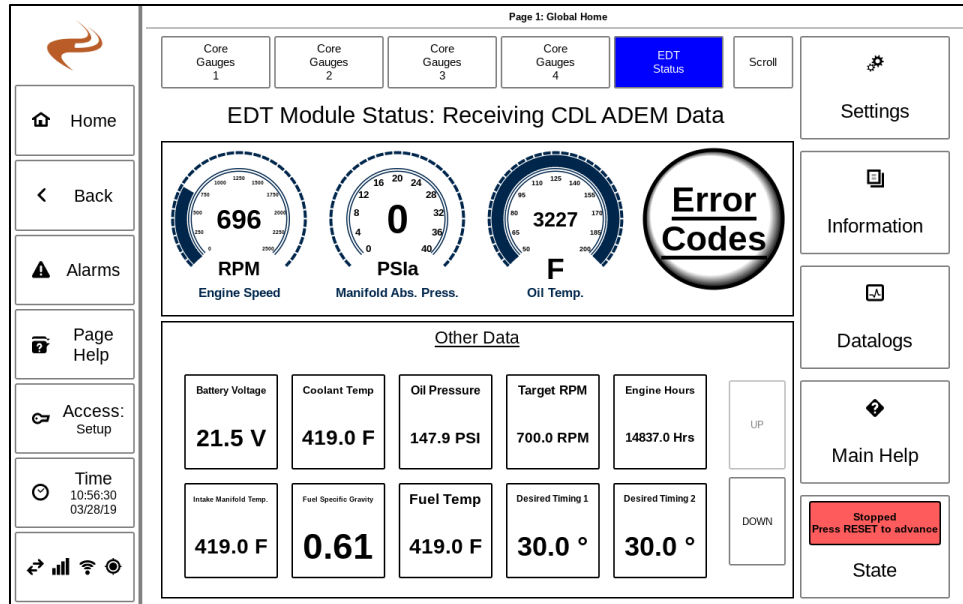 Page 1: Global Home
Home
Back
Alarms
Page
Help
Access:
Setup
Time
10:56:30
03/28/19
Core
Gauges
1
Core
Gauges
2
Core
Gauges
3
Core
Gauges
4
EDT
Status
Scroll
EDT Module Status: Receiving CDL ADEM Data
0
250
500
750
1000
1250
1500
1750
2000
2250
2500
696
RPM
Engine Speed
0
4
8
12
16
20
24
28
32
36
40
0
PSIa
Manifold Abs. Press.
50
65
80
95
110
125
140
155
170
185
200
3227
F
Oil Temp.
Error
Codes
Other Data
Battery Voltage
21.5 V
Coolant Temp
419.0 F
Oil Pressure
147.9 PSI
Target RPM
700.0 RPM
Engine Hours
14837.0 Hrs
UP
Intake Manifold Temp.
419.0 F
Fuel Specific Gravity
0.61
Fuel Temp
419.0 F
Desired Timing 1
30.0 °
Desired Timing 2
30.0 °
DOWN
Settings
Information
Datalogs
Main Help
Stopped
Press RESET to advance
State